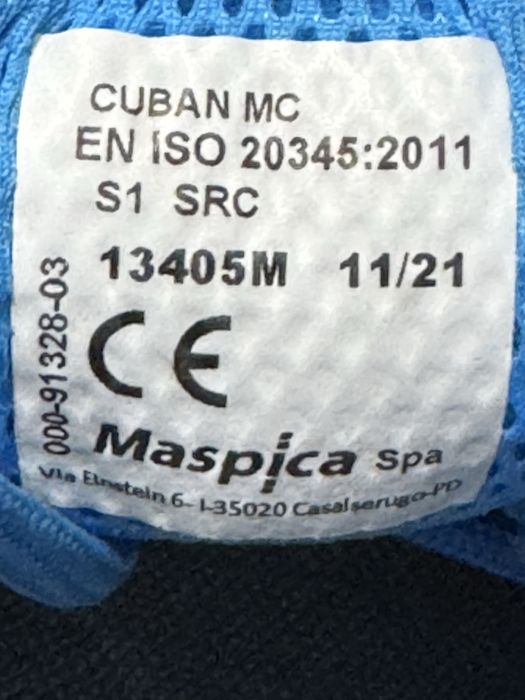 CUBAN MC
EN ISO 20345:2011
S1 SRC
13405M 11/21
000-91328-03
CE
Maspica Spa
Via Einstein 6- I-35020 Casalserugo-PD